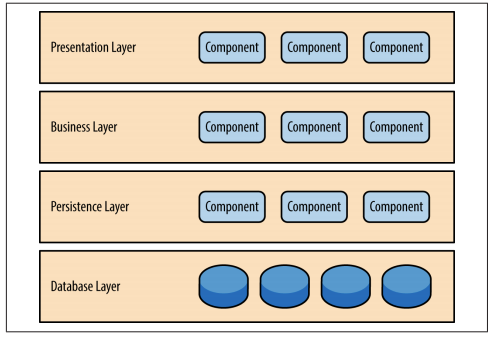 Presentation Layer Component Component Component
Business Layer Component Component Component
Persistence Layer Component Component Component
Database Layer